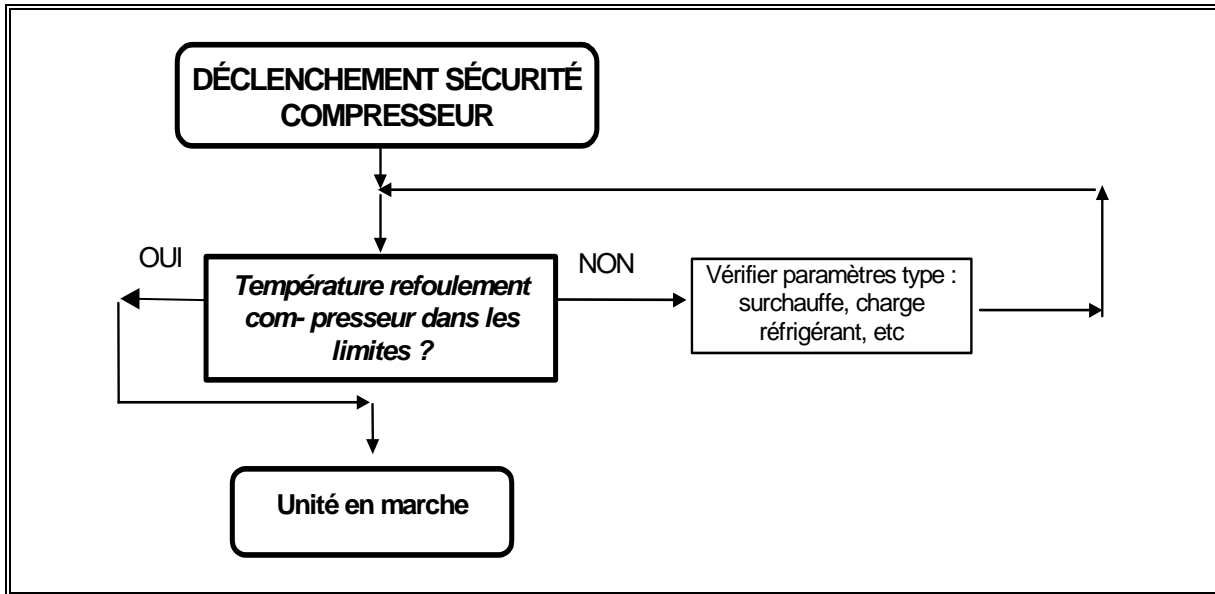 DÉCLENCHEMENT SÉCURITÉ
COMPRESSEUR
OUI
Température refoulement
com- presseur dans les
limites ?
NON
Vérifier paramètres type :
surchauffe, charge
réfrigérant, etc
Unité en marche